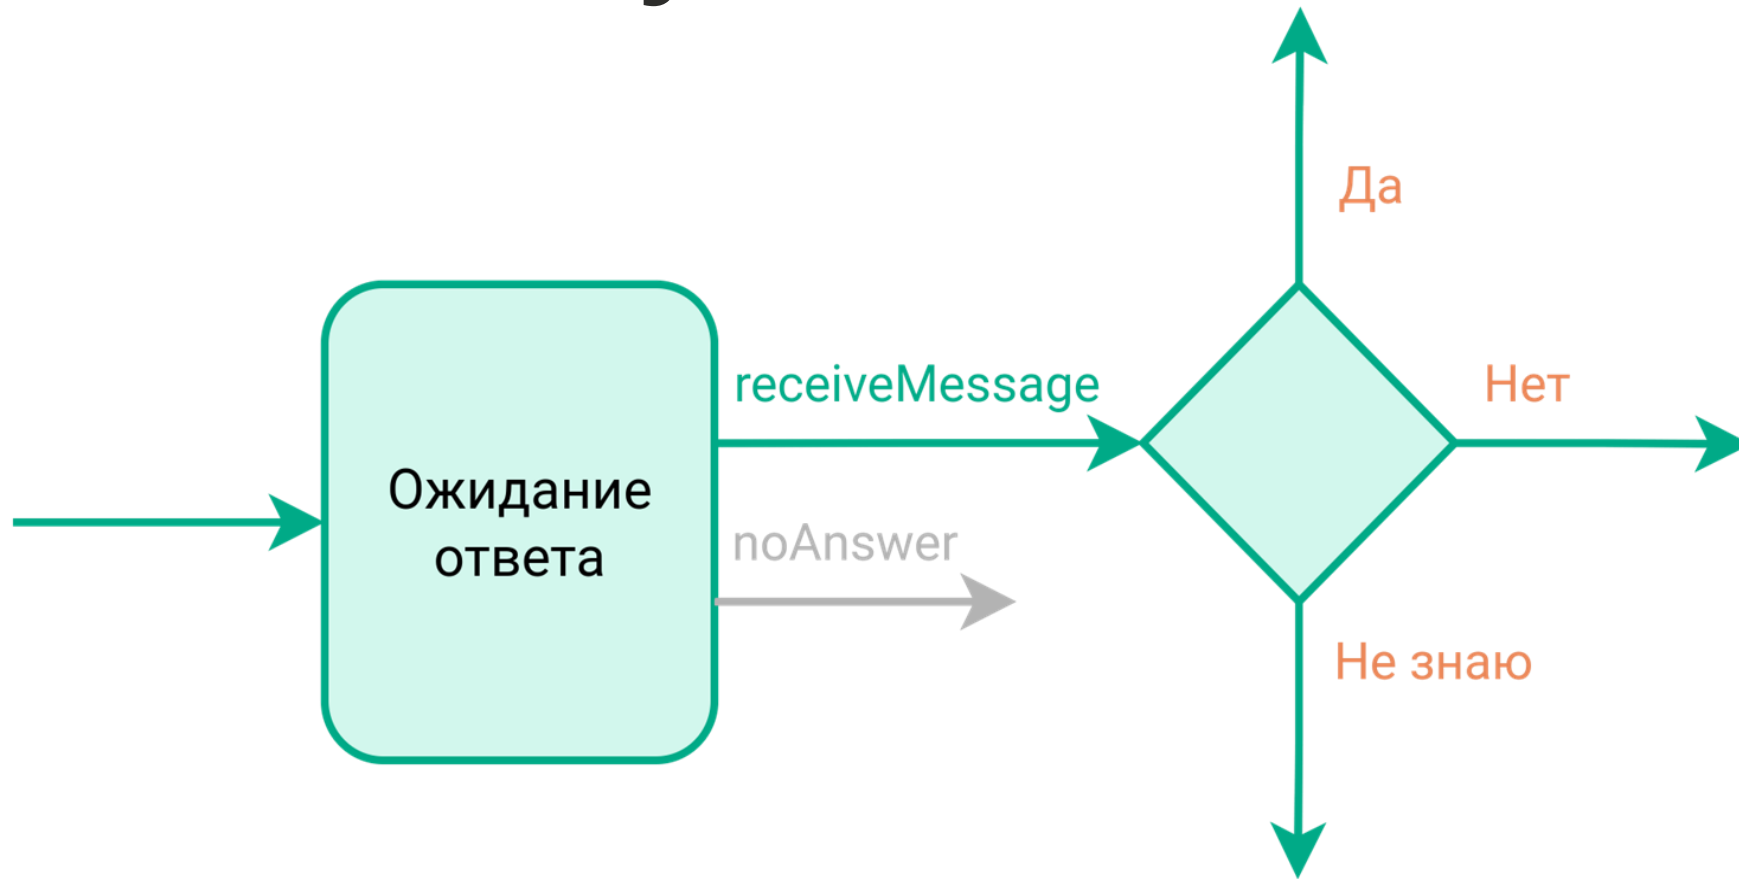 Да
receiveMessage
Нет
Ожидание
ответа
noAnswer
Не знаю